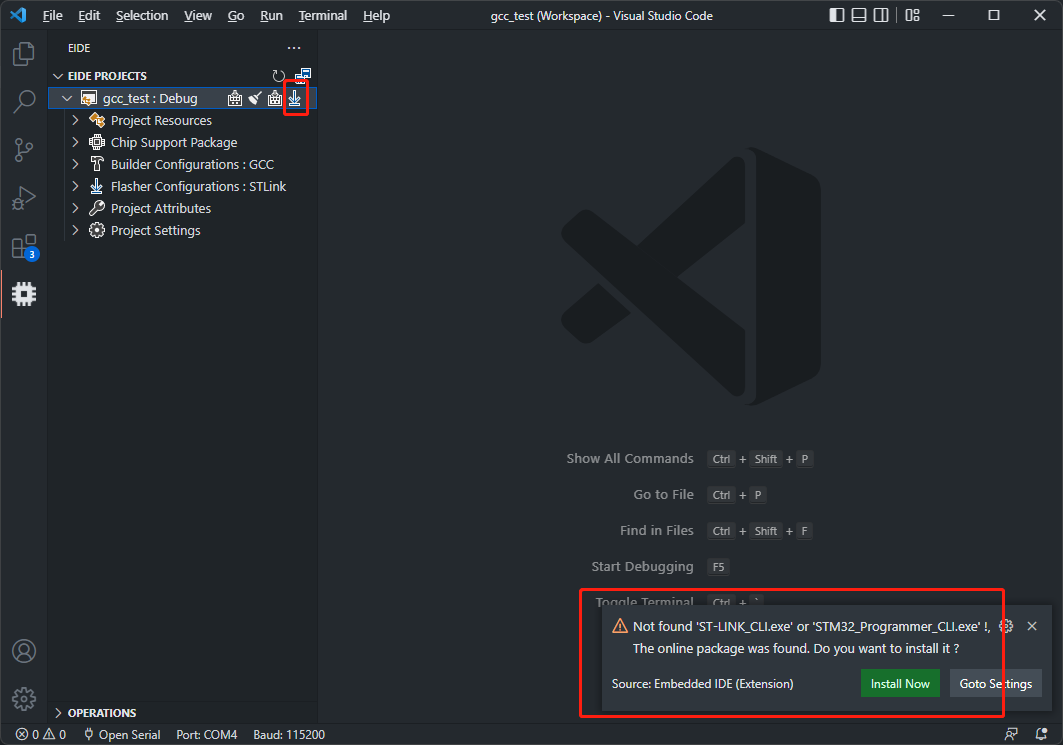 File Edit Selection View Go Run Terminal Help gcc_test (Workspace) - Visual Studio Code
EIDE
EIDE PROJECTS
gcc_test : Debug
Project Resources
Chip Support Package
Builder Configurations : GCC
Flasher Configurations : STLink
Project Attributes
Project Settings
3
Show All Commands Ctrl + Shift + P
Go to File Ctrl + P
Find in Files Ctrl + Shift + F
Start Debugging F5
Toggle Terminal Ctrl + `
Not found 'ST-LINK_CLI.exe' or 'STM32_Programmer_CLI.exe' !,
The online package was found. Do you want to install it ?
Source: Embedded IDE (Extension) Install Now Goto Settings
OPERATIONS
0 0 Open Serial Port: COM4 Baud: 115200